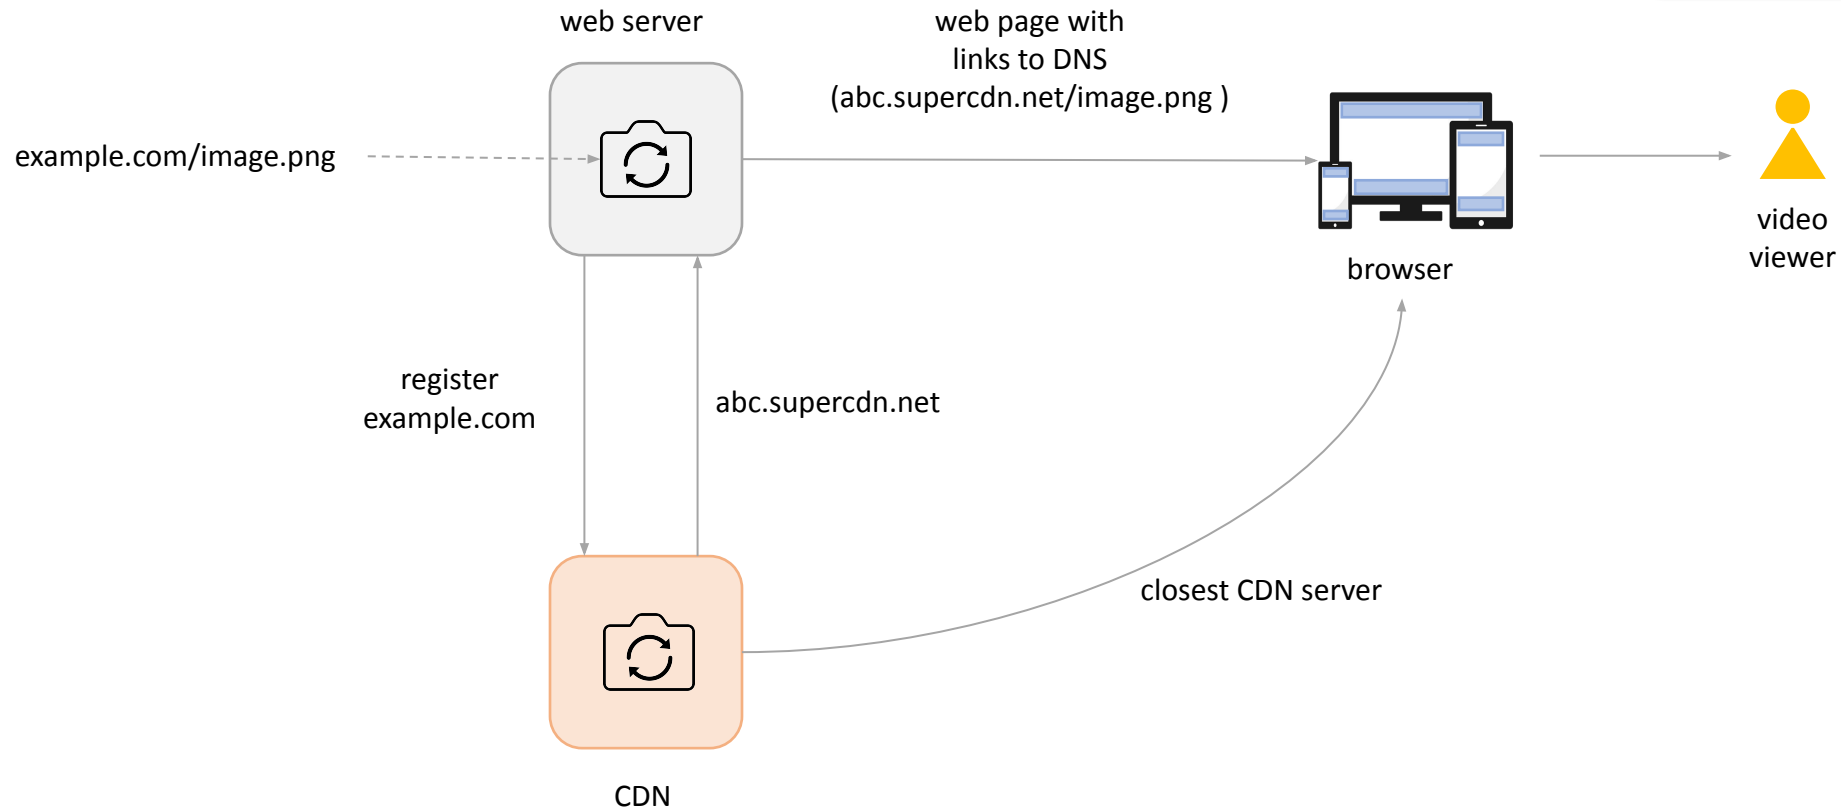 web server
web page with
links to DNS
(abc.supercdn.net/image.png )
example.com/image.png
video
viewer
browser
register
example.com
abc.supercdn.net
closest CDN server
CDN